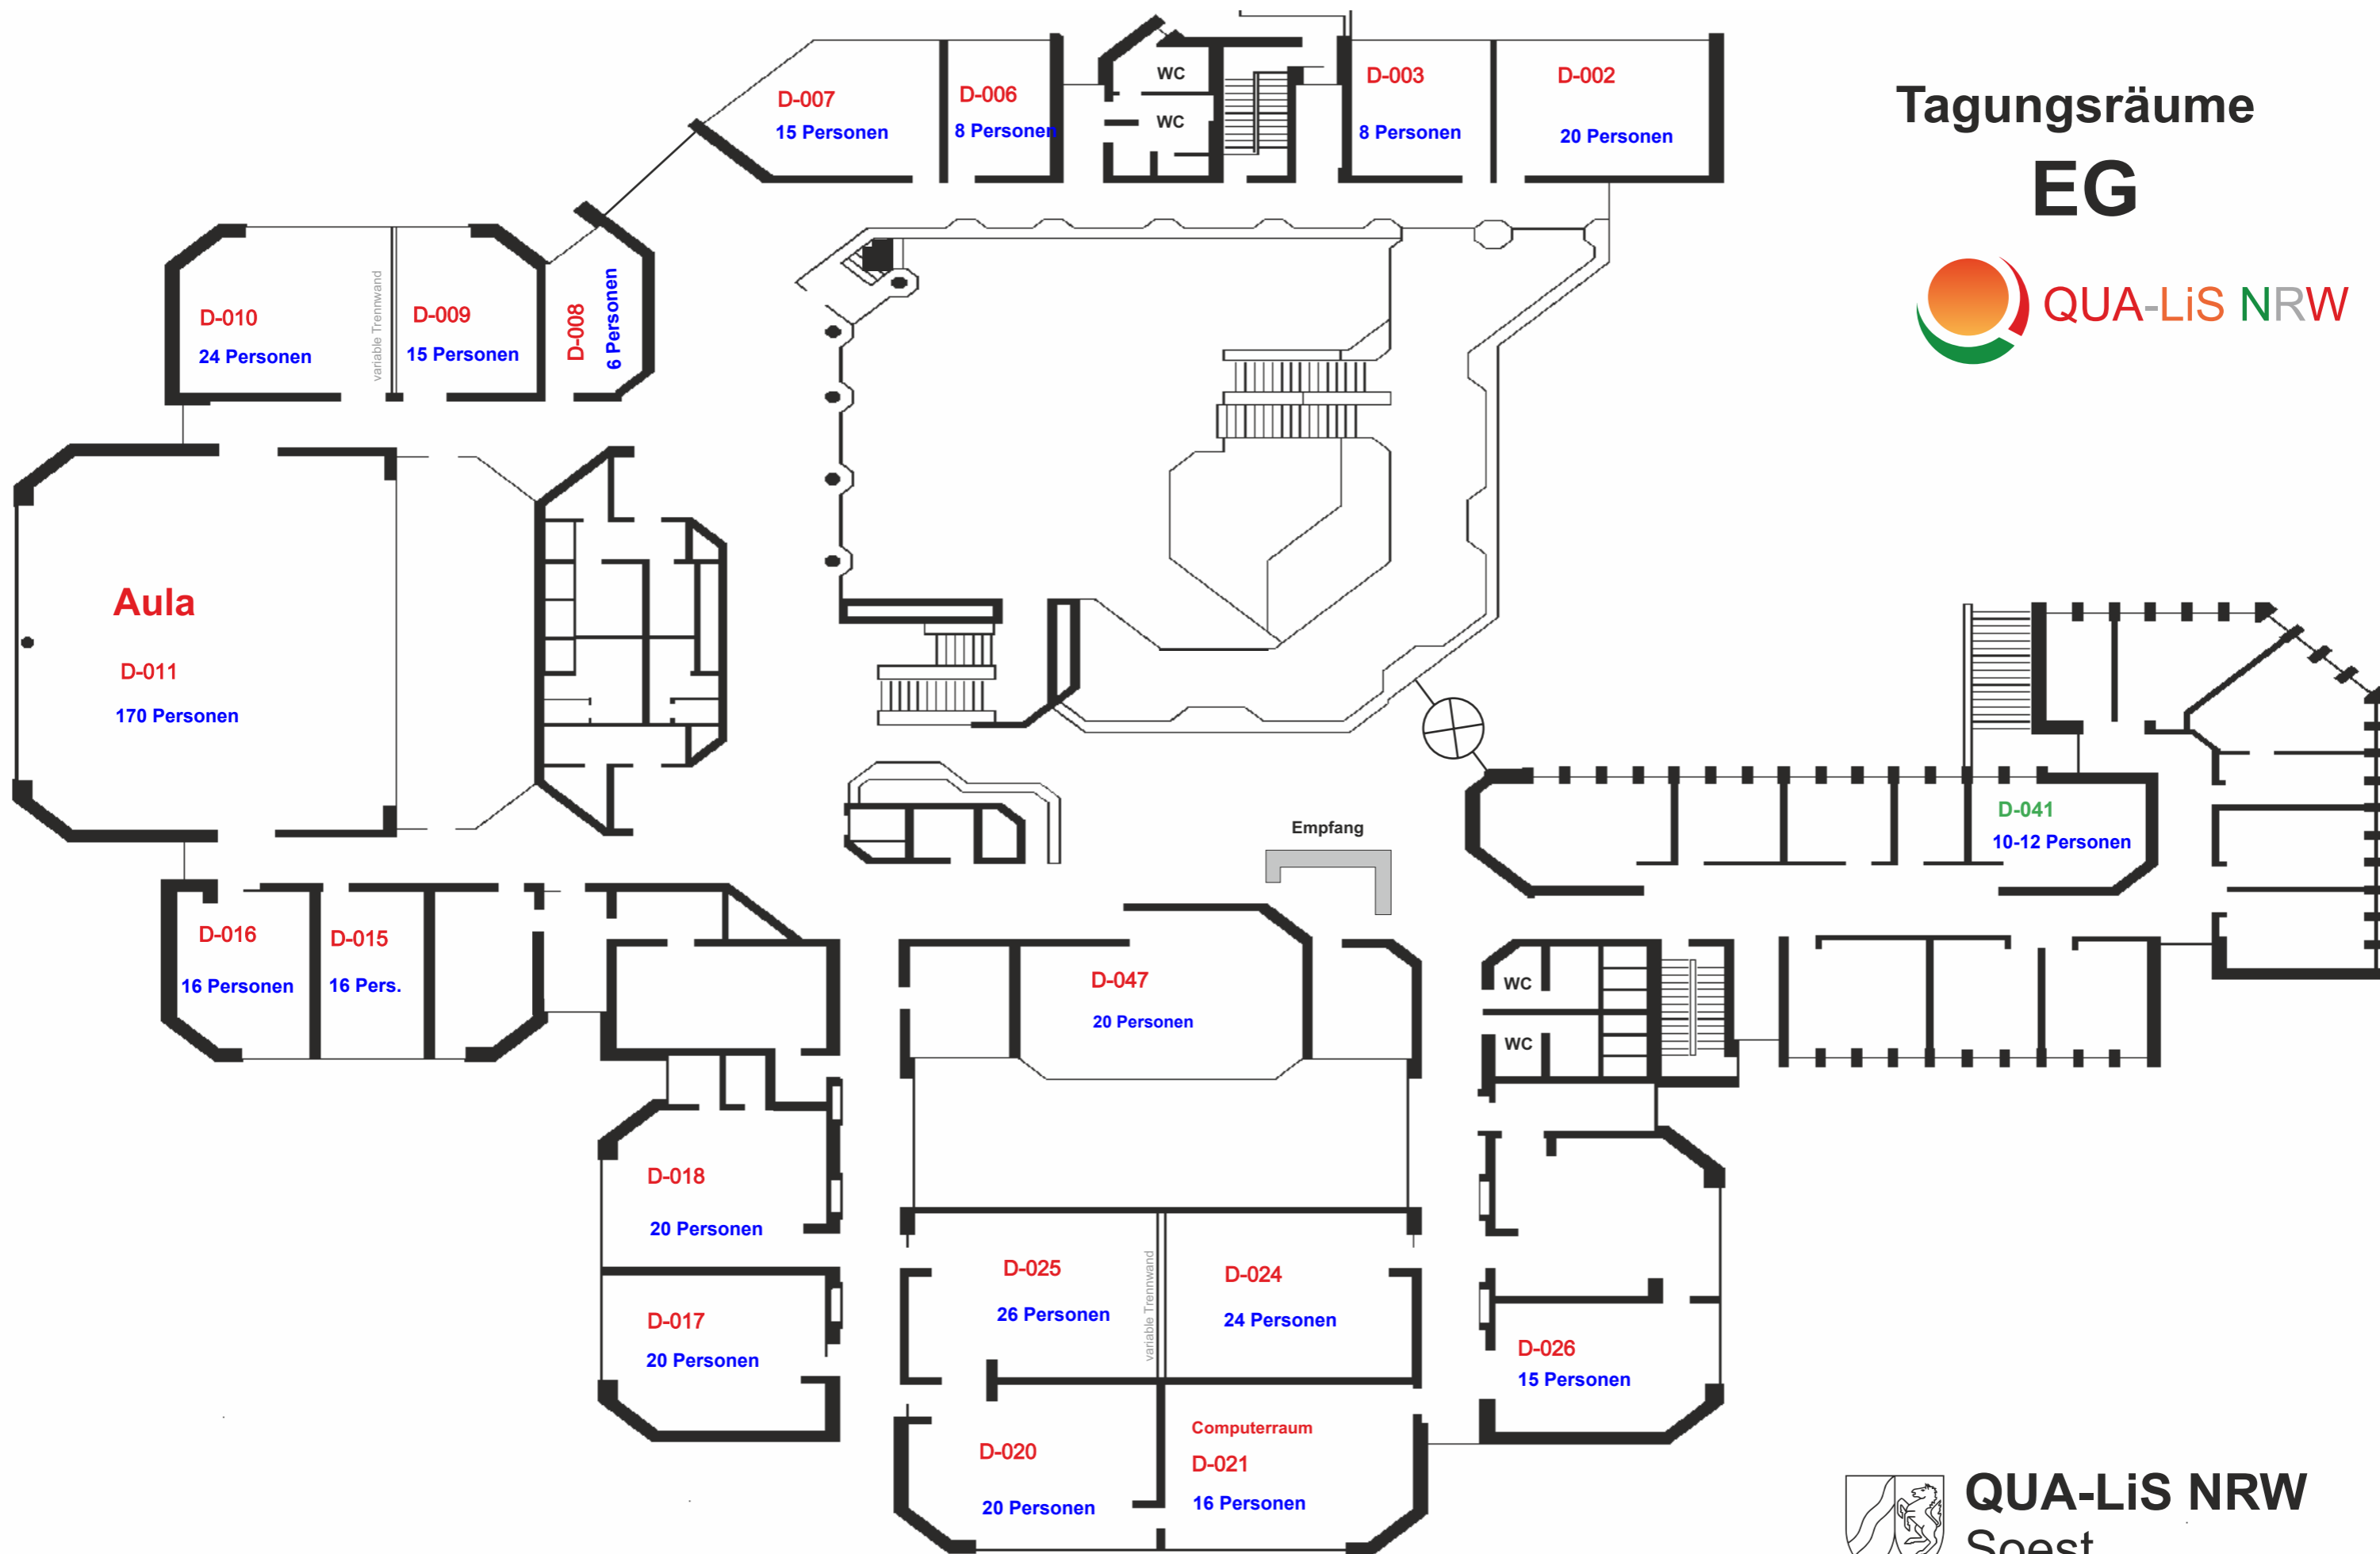 Tagungsräume
EG
QUA-LiS NRW
D-007
15 Personen
D-006
8 Personen
WC
WC
D-003
8 Personen
D-002
20 Personen
D-010
24 Personen
variable Trennwand
D-009
15 Personen
D-008
6 Personen
Aula
D-011
170 Personen
Empfang
D-041
10-12 Personen
D-016
16 Personen
D-015
16 Pers.
D-047
20 Personen
WC
WC
D-018
20 Personen
D-017
20 Personen
D-025
26 Personen
variable Trennwand
D-024
24 Personen
D-026
15 Personen
D-020
20 Personen
Computerraum
D-021
16 Personen
QUA-LiS NRW
Soest